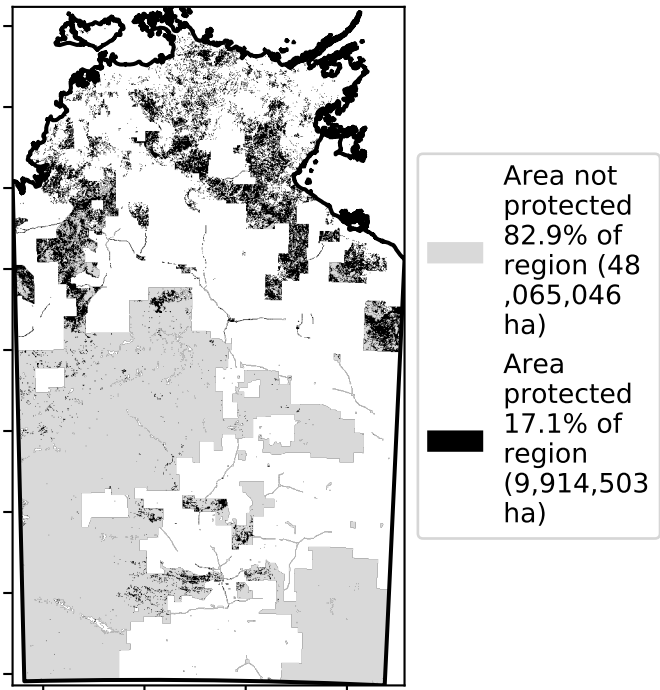 Area not
protected
82.9% of
region (48
,065,046
ha)
Area
protected
17.1% of
region
(9,914,503
ha)